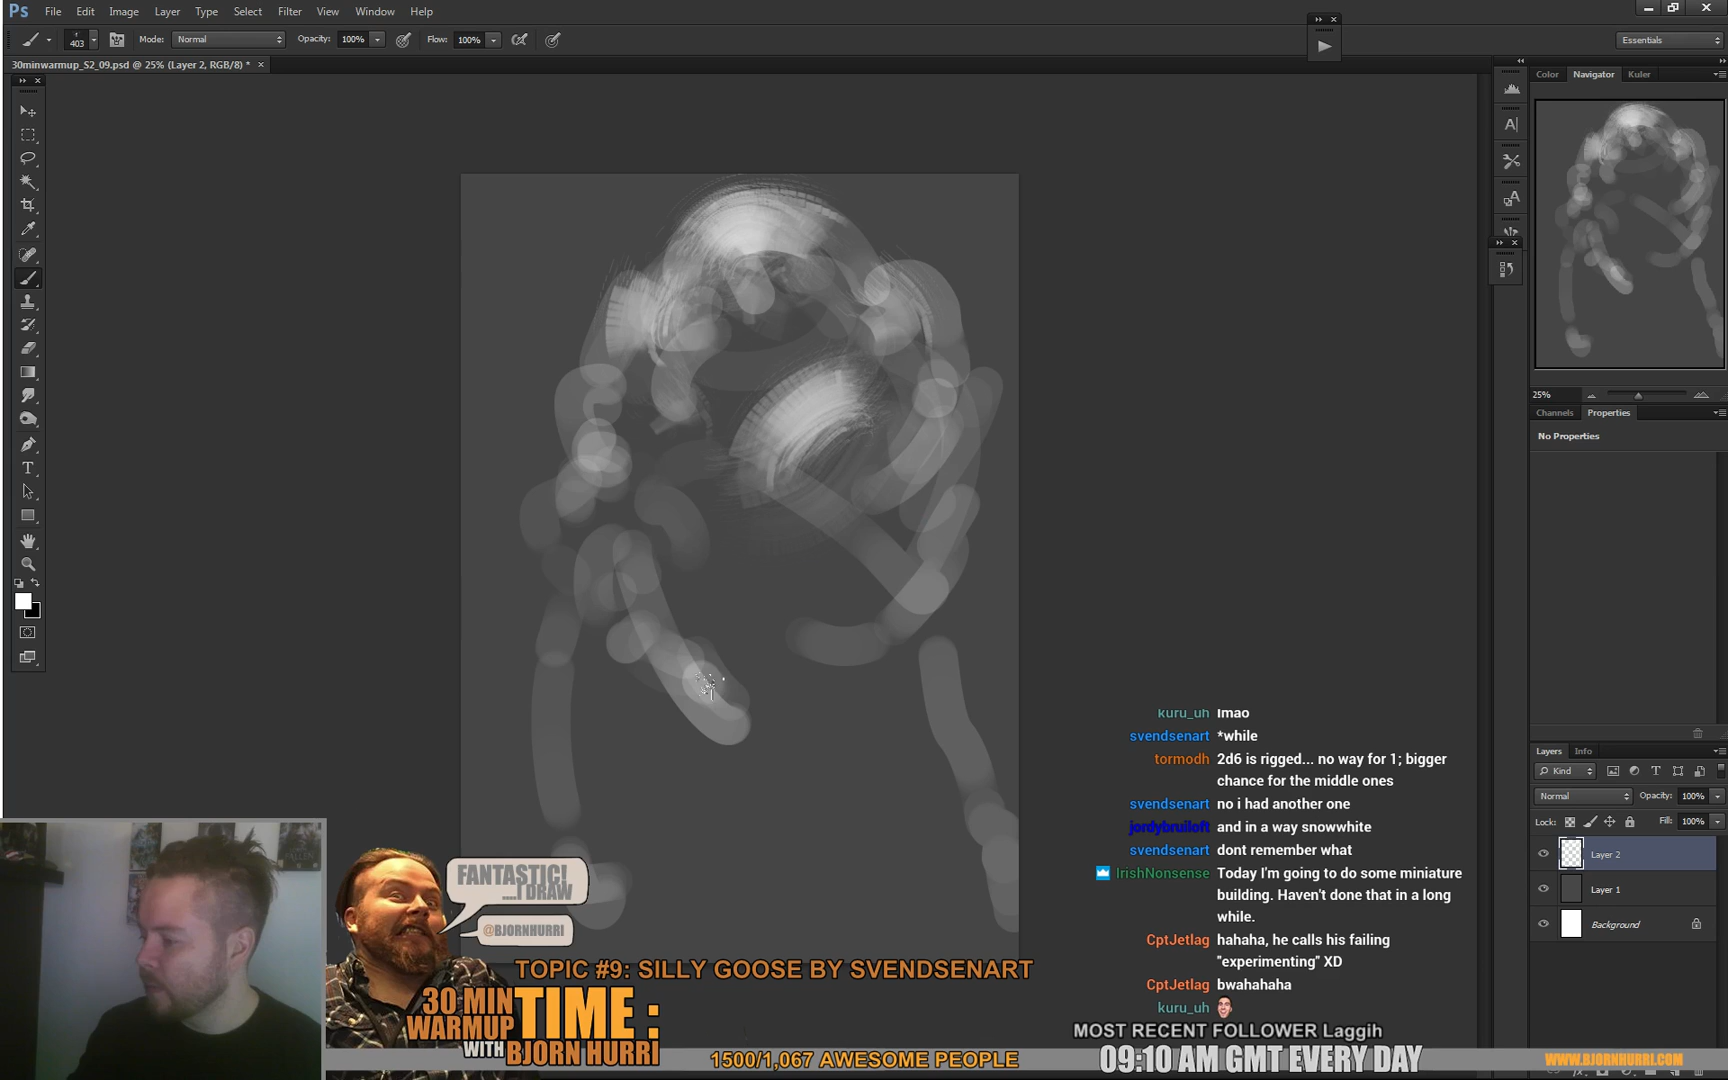 Ps File Edit Image Layer Type Select Filter View Window Help
403 Mode: Normal Opacity: 100% Flow: 100% Essentials
30minwarmup_S2_09.psd @ 25% (Layer 2, RGB/8) * ×
Color Navigator Kuler
25%
Channels Properties
No Properties
kuru_uh lmao
svendsenart *while
tormodh 2d6 is rigged... no way for 1; bigger
chance for the middle ones
svendsenart no i had another one
jordybruiloft and in a way snowwhite
svendsenart dont remember what
IrishNonsense Today I'm going to do some miniature
building. Haven't done that in a long
while.
CptJetlag hahaha, he calls his failing
"experimenting" XD
CptJetlag bwahahaha
kuru_uh
Layers Info
Kind
Normal Opacity: 100%
Lock: Fill: 100%
Layer 2
Layer 1
Background
FANTASTIC!
....I DRAW
@BJORNHURRI
TOPIC #9: SILLY GOOSE BY SVENDSENART
30 MIN
WARMUP
WITH BJORN HURRI
TIME :
1500/1,067 AWESOME PEOPLE
MOST RECENT FOLLOWER Laggih
09:10 AM GMT EVERY DAY
WWW.BJORNHURRI.COM